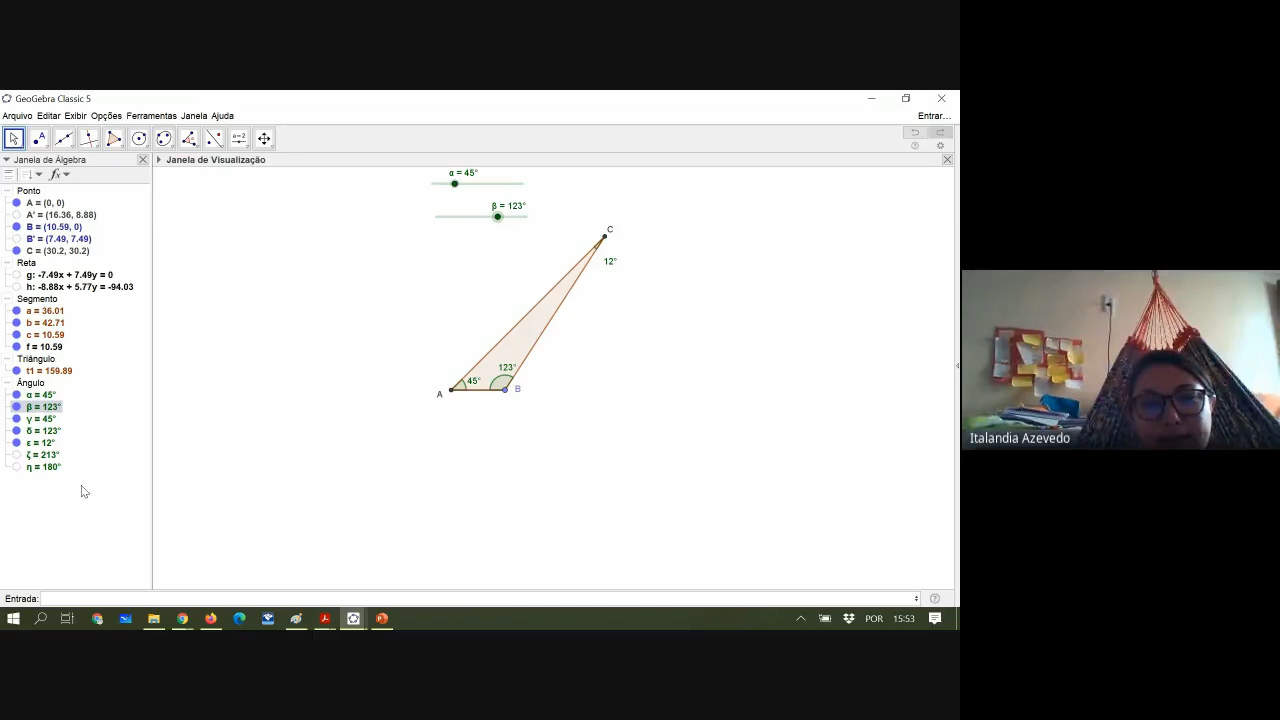 GeoGebra Classic 5
Arquivo Editar Exibir Opções Ferramentas Janela Ajuda
Entrar…
a=2
Janela de Álgebra
Janela de Visualização
fx
Ponto
A = (0, 0)
A' = (16.36, 8.88)
B = (10.59, 0)
B' = (7.49, 7.49)
C = (30.2, 30.2)
Reta
g: -7.49x + 7.49y = 0
h: -8.88x + 5.77y = -94.03
Segmento
a = 36.01
b = 42.71
c = 10.59
f = 10.59
Triângulo
t1 = 159.89
Ângulo
α = 45°
β = 123°
γ = 45°
δ = 123°
ε = 12°
ζ = 213°
η = 180°
α = 45°
β = 123°
C
12°
123°
45°
A
B
Entrada:
POR
15:53
Italandia Azevedo